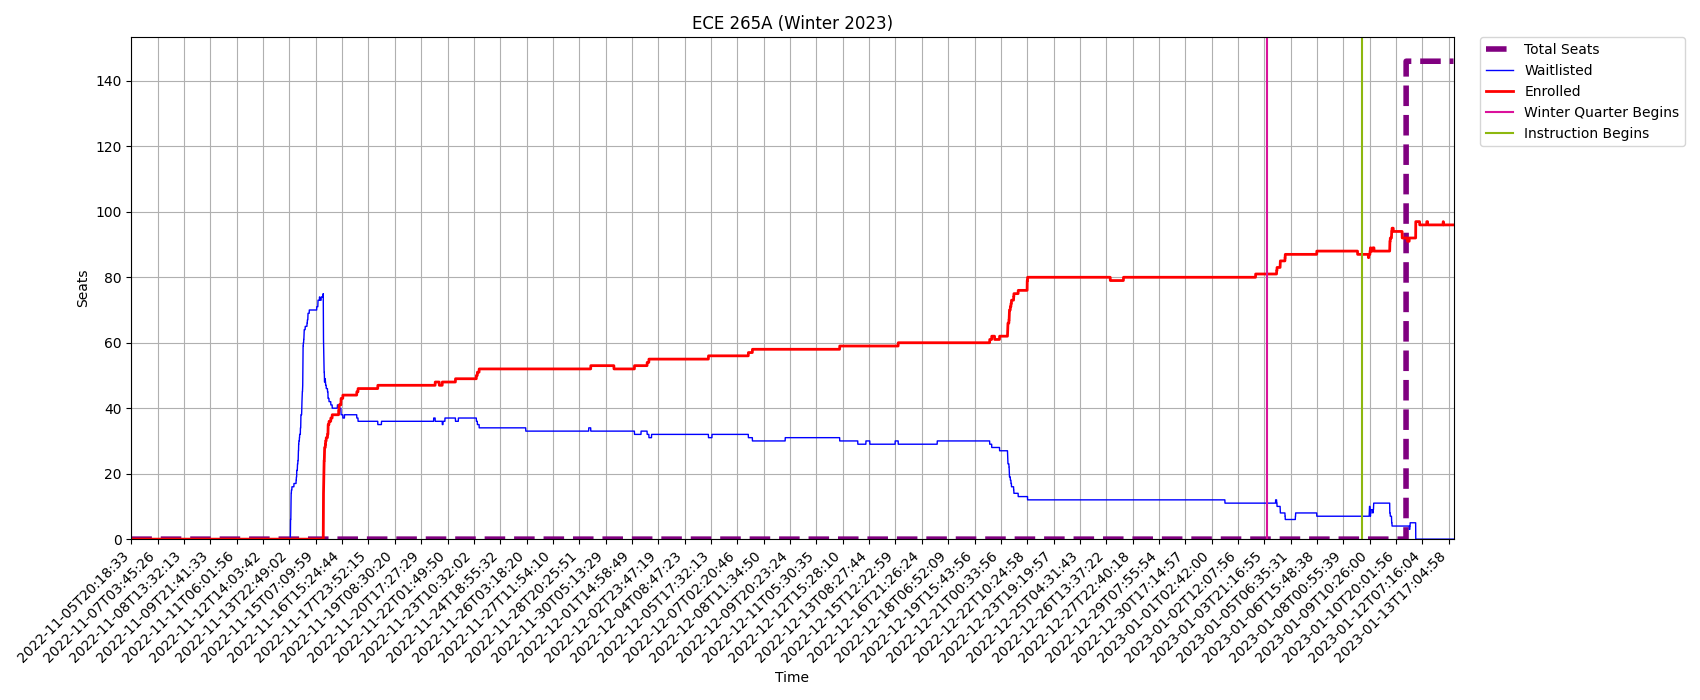 ECE 265A (Winter 2023)
Total Seats
Waitlisted
Enrolled
Winter Quarter Begins
Instruction Begins
Seats
140
120
100
80
60
40
20
0
2022-11-05T20:18:33
2022-11-07T03:45:26
2022-11-08T13:32:13
2022-11-09T21:41:33
2022-11-11T06:01:56
2022-11-12T14:03:42
2022-11-13T22:49:02
2022-11-15T07:09:59
2022-11-16T15:24:44
2022-11-17T23:52:15
2022-11-19T08:30:20
2022-11-20T17:27:29
2022-11-22T01:49:50
2022-11-23T10:32:02
2022-11-24T18:55:32
2022-11-26T03:18:20
2022-11-27T11:54:10
2022-11-28T20:25:51
2022-11-30T05:13:29
2022-12-01T14:58:49
2022-12-02T23:47:19
2022-12-04T08:47:23
2022-12-05T17:32:13
2022-12-07T02:20:46
2022-12-08T11:34:50
2022-12-09T20:23:24
2022-12-11T05:30:35
2022-12-12T15:28:10
2022-12-13T08:27:44
2022-12-15T12:22:59
2022-12-16T21:26:24
2022-12-18T06:52:09
2022-12-19T15:43:56
2022-12-21T00:33:56
2022-12-22T10:24:58
2022-12-23T19:19:57
2022-12-25T04:31:43
2022-12-26T13:37:22
2022-12-27T22:40:18
2022-12-29T07:55:54
2022-12-30T17:14:57
2023-01-01T02:42:00
2023-01-02T12:07:56
2023-01-03T21:16:55
2023-01-05T06:35:31
2023-01-06T15:48:38
2023-01-08T00:55:39
2023-01-09T10:26:00
2023-01-10T20:01:56
2023-01-12T07:16:04
2023-01-13T17:04:58
Time